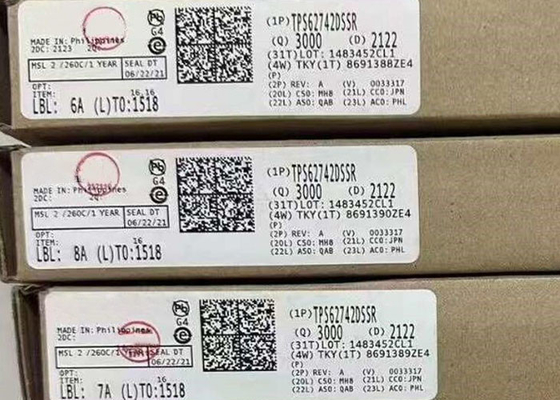 (1P)TPS62742DSSR
G4
(Q) 3000 (D) 2122
MADE IN: Philippines
2DC: 2123 2Q:
(31T)LOT: 1483452CL1
(4W) TKY(1T) 8691388ZE4
MSL 2 /260C/1 YEAR SEAL DT
06/22/21
(P)
(2P) REV: A (V) 0033317
OPT:
ITEM: 16,16
(20L) CSO: MH8 (21L) CCO:JPN
LBL: 6A (L)TO:1518
(22L) ASO: QAB (23L) ACO: PHL
(1P)TPS62742DSSR
G4
(Q) 3000 (D) 2122
MADE IN: Philippines
2DC: 2Q
(31T)LOT: 1483452CL1
(4W) TKY(1T) 8691390ZE4
MSL 2 /260C/1 YEAR SEAL DT
06/22/21
(P)
(2P) REV: A (V) 0033317
OPT:
ITEM: 16
(20L) CSO: MH8 (21L) CCO:JPN
LBL: 8A (L)TO:1518
(22L) ASO: QAB (23L) ACO: PHL
(1P)TPS62742DSSR
G4
(Q) 3000 (D) 2122
MADE IN: Philippines
2DC:
(31T)LOT: 1483452CL1
(4W) TKY(1T) 8691389ZE4
MSL 2 /260C/1 YEAR SEAL DT
06/22/21
(P)
(2P) REV: A (V) 0033317
OPT:
ITEM: 16
(20L) CSO: MH8 (21L) CCO:JPN
LBL: 7A (L)TO:1518
(22L) ASO: QAB (23L) ACO: PHL